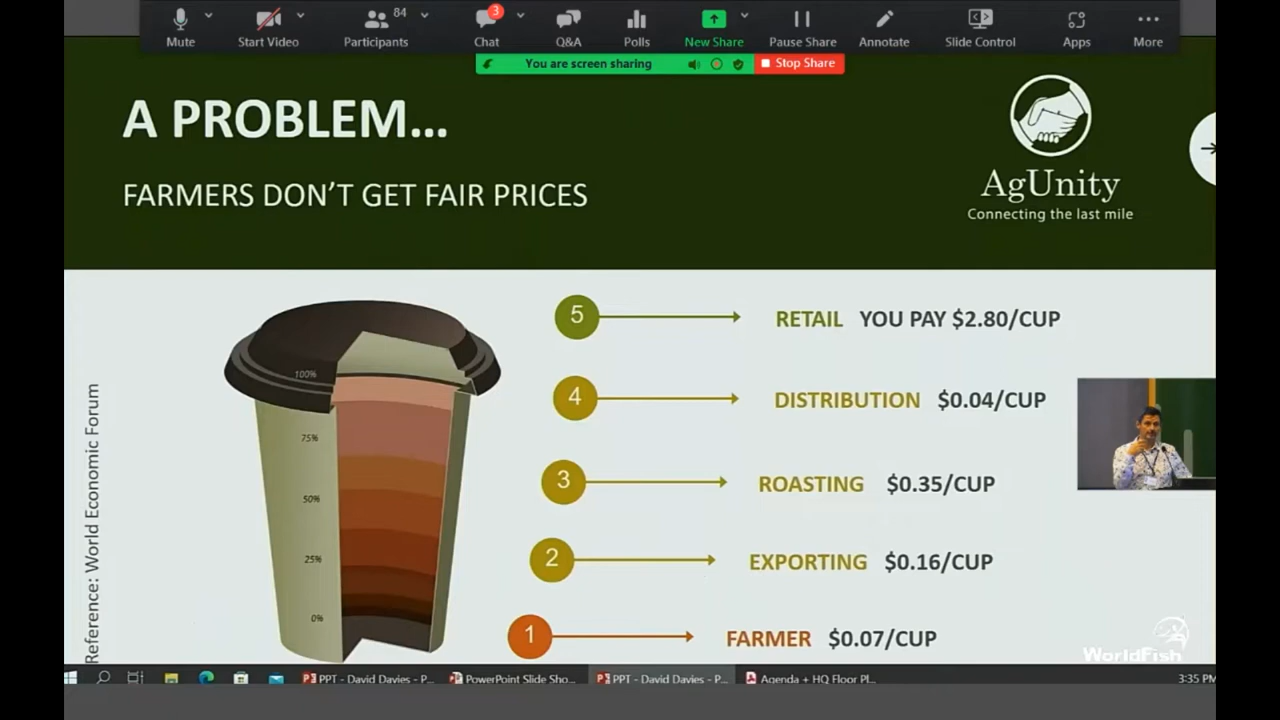 Mute
Start Video
84
Participants
3
Chat
Q&A
Polls
New Share
Pause Share
Annotate
Slide Control
Apps
More
You are screen sharing
Stop Share
A PROBLEM...
FARMERS DON'T GET FAIR PRICES
AgUnity
Connecting the last mile
Reference: World Economic Forum
100%
75%
50%
25%
0%
5 RETAIL YOU PAY $2.80/CUP
4 DISTRIBUTION $0.04/CUP
3 ROASTING $0.35/CUP
2 EXPORTING $0.16/CUP
1 FARMER $0.07/CUP
WorldFish
PPT - David Davies - P...
PowerPoint Slide Sho...
PPT - David Davies - P...
Agenda + HQ Floor Pl...
3:35 PM